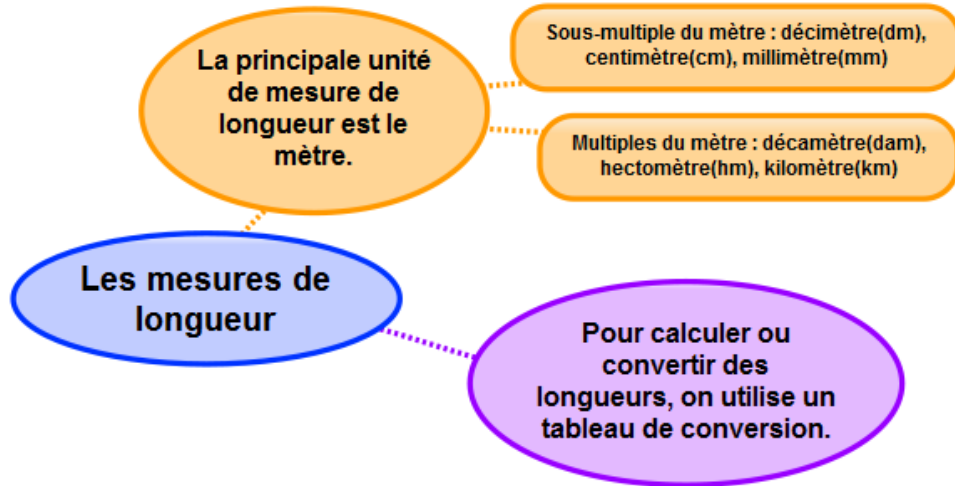 La principale unité
de mesure de
longueur est le
mètre.
Sous-multiple du mètre : décimètre(dm),
centimètre(cm), millimètre(mm)
Multiples du mètre : décamètre(dam),
hectomètre(hm), kilomètre(km)
Les mesures de
longueur
Pour calculer ou
convertir des
longueurs, on utilise un
tableau de conversion.